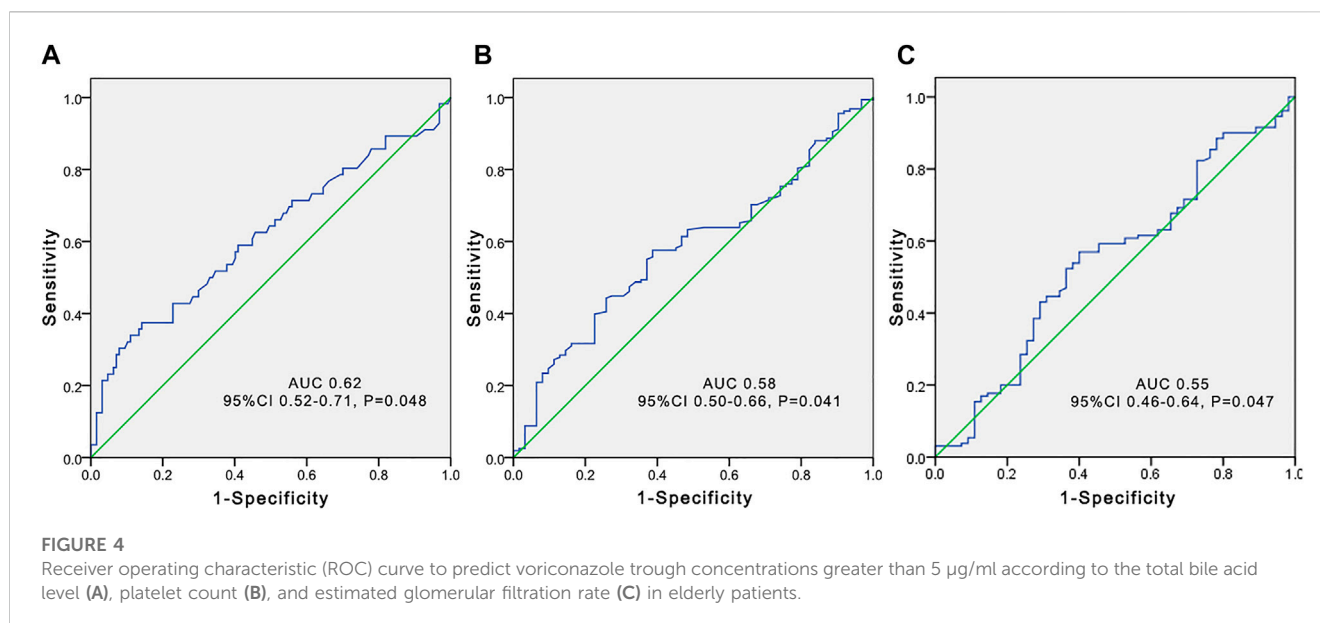 A
1.0
0.8
0.6
0.4
0.2
0.0
Sensitivity
AUC 0.62
95%CI 0.52-0.71, P=0.048
0.0 0.2 0.4 0.6 0.8 1.0
1-Specificity
B
1.0
0.8
0.6
0.4
0.2
0.0
Sensitivity
AUC 0.58
95%CI 0.50-0.66, P=0.041
0.0 0.2 0.4 0.6 0.8 1.0
1-Specificity
C
1.0
0.8
0.6
0.4
0.2
0.0
Sensitivity
AUC 0.55
95%CI 0.46-0.64, P=0.047
0.0 0.2 0.4 0.6 0.8 1.0
1-Specificity
FIGURE 4
Receiver operating characteristic (ROC) curve to predict voriconazole trough concentrations greater than 5 μg/ml according to the total bile acid
level (A), platelet count (B), and estimated glomerular filtration rate (C) in elderly patients.